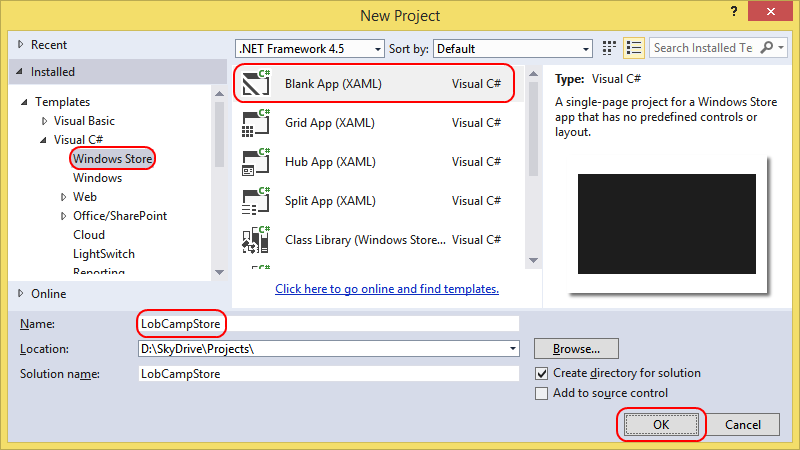 New Project
?
Recent
Installed
Templates
Visual Basic
Visual C#
Windows Store
Windows
Web
Office/SharePoint
Cloud
LightSwitch
Reporting
Online
.NET Framework 4.5
Sort by:
Default
Search Installed Te
C#
Blank App (XAML)
Visual C#
C#
Grid App (XAML)
Visual C#
C#
Hub App (XAML)
Visual C#
C#
Split App (XAML)
Visual C#
C#
Class Library (Windows Store...
Visual C#
C#
Click here to go online and find templates.
Type: Visual C#
A single-page project for a Windows Store
app that has no predefined controls or
layout.
Name:
LobCampStore
Location:
D:\SkyDrive\Projects\
Solution name:
LobCampStore
Browse...
Create directory for solution
Add to source control
OK
Cancel